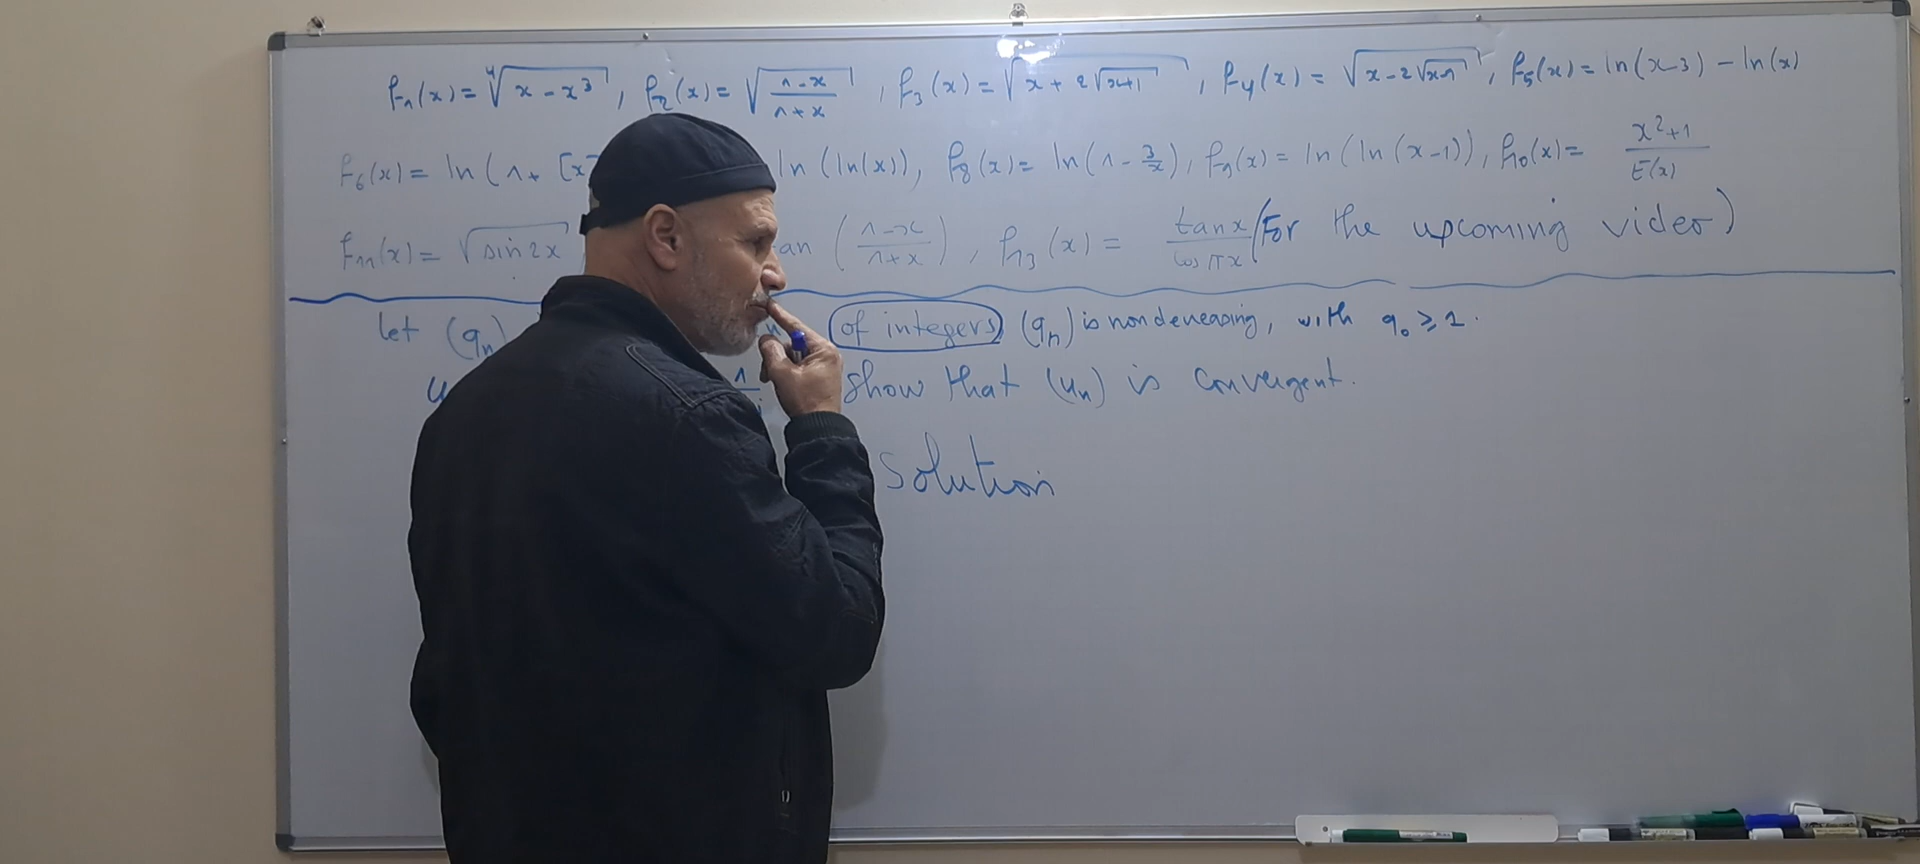 f₁(x) = ⁴√(x - x³), f₂(x) = √((1-x)/(1+x)), f₃(x) = √(x + 2√(x+1)), f₄(x) = √(x-2√(x-1)), f₅(x) = ln(x-3) - ln(x)
f₆(x) = ln(1+ [x] ln(ln(x)), f₈(x) = ln(1 - 3/x), f₉(x) = ln(ln(x-1)), f₁₀(x) = (x²+1)/E(x)
f₁₁(x) = √(sin 2x) an((1-x)/(1+x)), f₁₃(x) = tan x/cos πx (For the upcoming video)
let (qₙ) of integers (qₙ) is nondecreasing, with q₀ ≥ 2.
u 1 Show that (uₙ) is convergent.
Solution